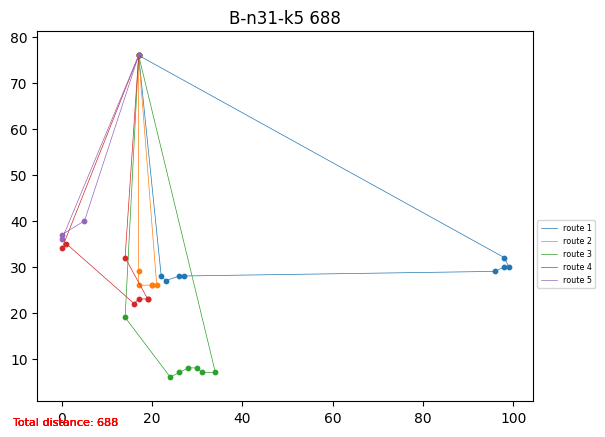 B-n31-k5 688
80
70
60
50
40
30
20
10
0 20 40 60 80 100
route 1
route 2
route 3
route 4
route 5
Total distance: 688